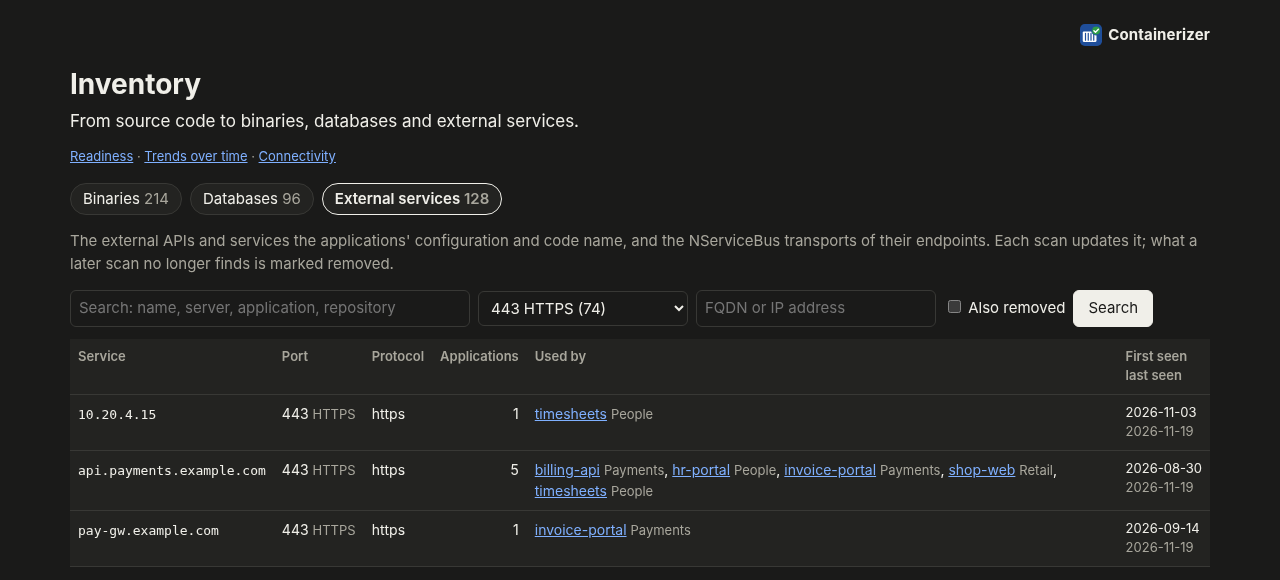 Containerizer
Inventory
From source code to binaries, databases and external services.
Readiness · Trends over time · Connectivity
Binaries 214 Databases 96 External services 128
The external APIs and services the applications' configuration and code name, and the NServiceBus transports of their endpoints. Each scan updates it; what a
later scan no longer finds is marked removed.
Search: name, server, application, repository 443 HTTPS (74) FQDN or IP address Also removed Search
Service Port Protocol Applications Used by First seen
last seen
10.20.4.15 443 HTTPS https 1 timesheets People 2026-11-03
2026-11-19
api.payments.example.com 443 HTTPS https 5 billing-api Payments, hr-portal People, invoice-portal Payments, shop-web Retail, 2026-08-30
timesheets People 2026-11-19
pay-gw.example.com 443 HTTPS https 1 invoice-portal Payments 2026-09-14
2026-11-19